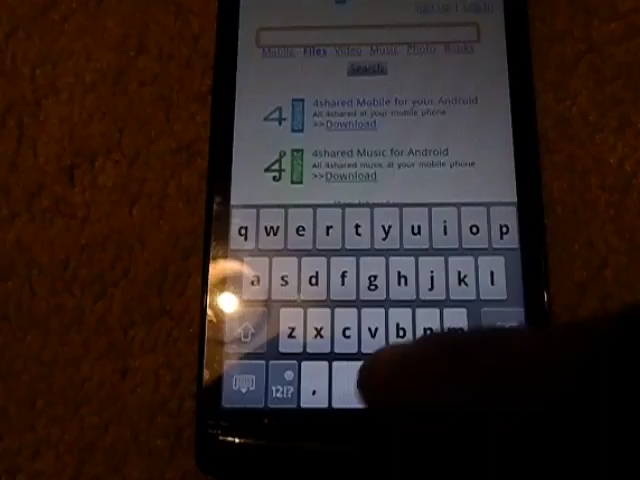 Mobile Files Video Music Photo Books
Search
4shared Mobile for your Android
All 4shared at your mobile phone
>>Download
4shared Music for Android
All 4shared music at your mobile phone
>>Download
q w e r t y u i o p
a s d f g h j k l
z x c v b n m
12!? ,